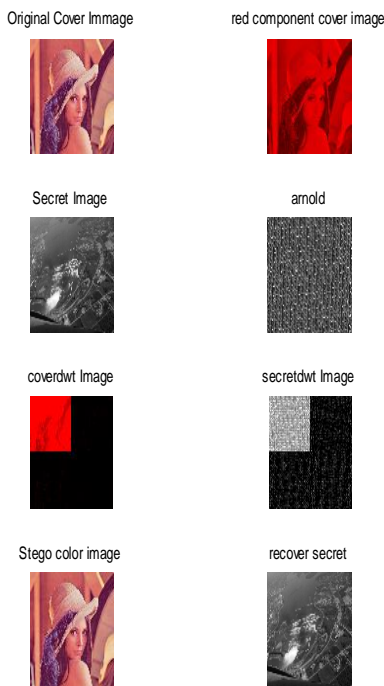 Original Cover Immage
red component cover image
Secret Image
arnold
coverdwt Image
secretdwt Image
Stego color image
recover secret